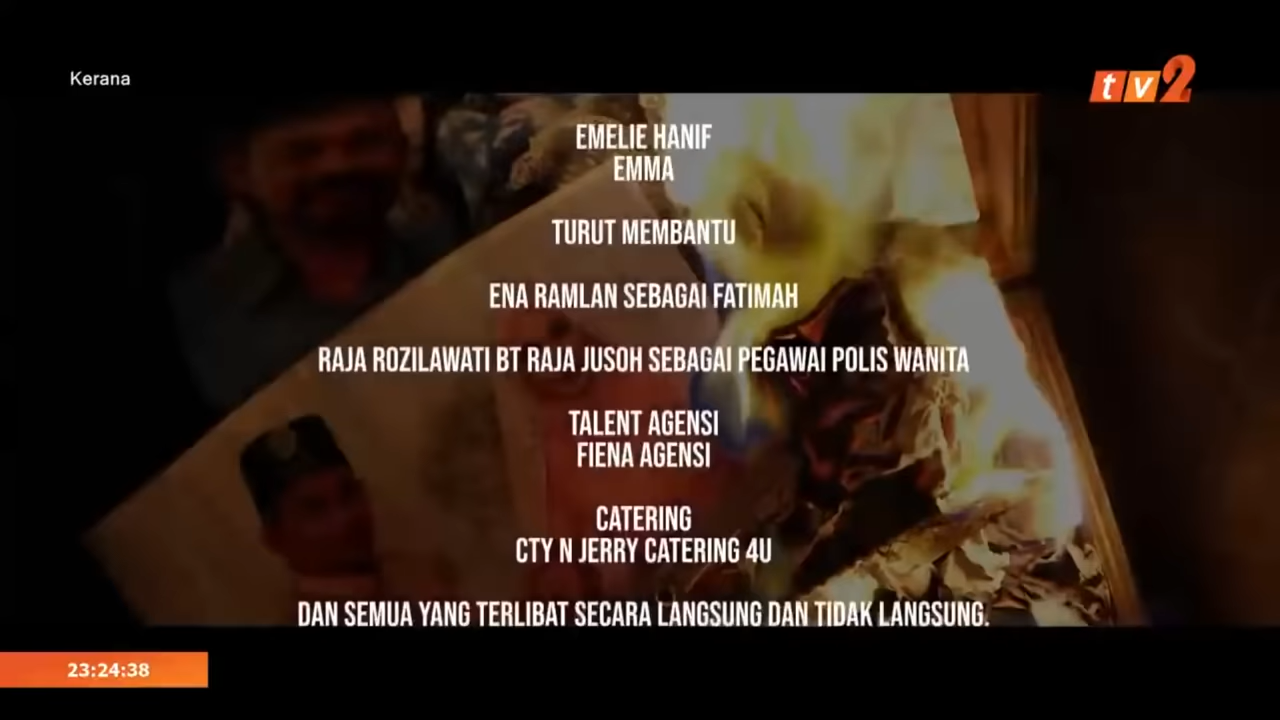 Kerana
tv2
EMELIE HANIF
EMMA
TURUT MEMBANTU
ENA RAMLAN SEBAGAI FATIMAH
RAJA ROZILAWATI BT RAJA JUSOH SEBAGAI PEGAWAI POLIS WANITA
TALENT AGENSI
FIENA AGENSI
CATERING
CTY N JERRY CATERING 4U
DAN SEMUA YANG TERLIBAT SECARA LANGSUNG DAN TIDAK LANGSUNG.
23:24:38